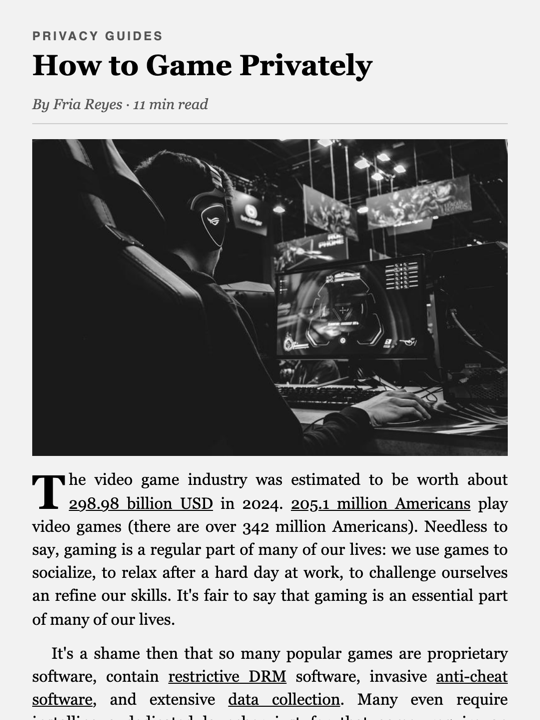 PRIVACY GUIDES
How to Game Privately
By Fria Reyes · 11 min read
The video game industry was estimated to be worth about
298.98 billion USD in 2024. 205.1 million Americans play
video games (there are over 342 million Americans). Needless to
say, gaming is a regular part of many of our lives: we use games to
socialize, to relax after a hard day at work, to challenge ourselves
an refine our skills. It's fair to say that gaming is an essential part
of many of our lives.
It's a shame then that so many popular games are proprietary
software, contain restrictive DRM software, invasive anti-cheat
software, and extensive data collection. Many even require